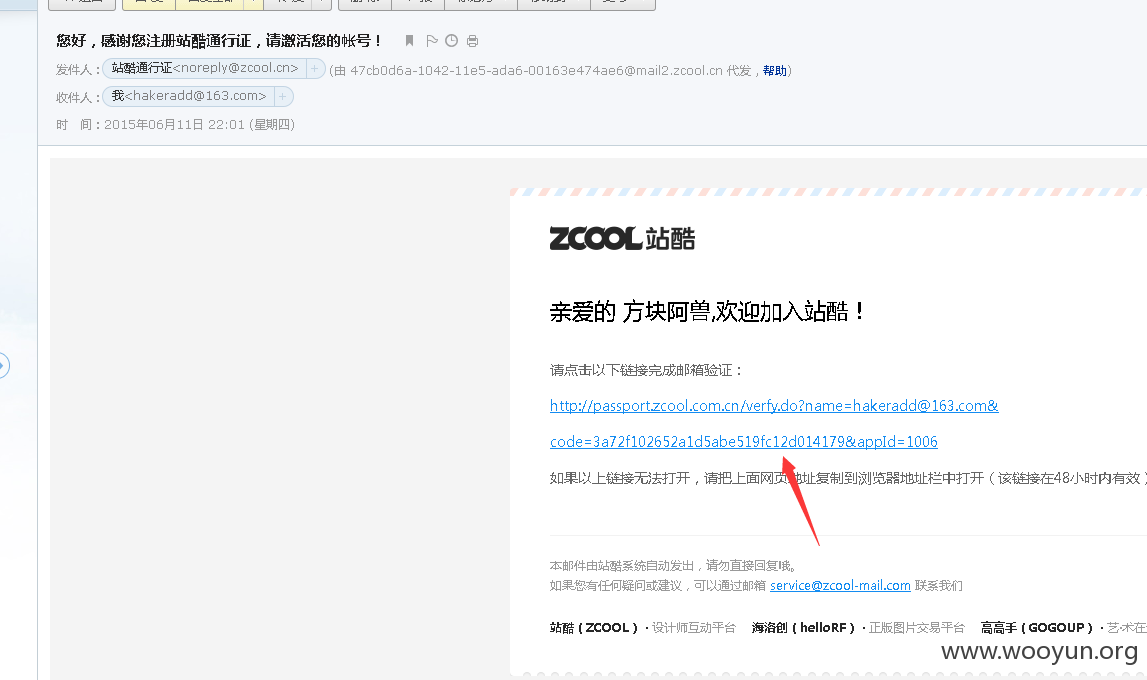 您好，感谢您注册站酷通行证，请激活您的帐号！
发件人：站酷通行证<noreply@zcool.cn> + (由 47cb0d6a-1042-11e5-ada6-00163e474ae6@mail2.zcool.cn 代发，帮助)
收件人：我<hakeradd@163.com> +
时 间：2015年06月11日 22:01 (星期四)
ZCOOL 站酷
亲爱的 方块阿兽,欢迎加入站酷！
请点击以下链接完成邮箱验证：
http://passport.zcool.com.cn/verfy.do?name=hakeradd@163.com&
code=3a72f102652a1d5abe519fc12d014179&appId=1006
如果以上链接无法打开，请把上面网页地址复制到浏览器地址栏中打开（该链接在48小时内有效）
本邮件由站酷系统自动发出，请勿直接回复哦。
如果您有任何疑问或建议，可以通过邮箱 service@zcool-mail.com 联系我们
站酷（ZCOOL）· 设计师互动平台 海洛创（helloRF）· 正版图片交易平台 高高手（GOGOUP）· 艺术在
www.wooyun.org